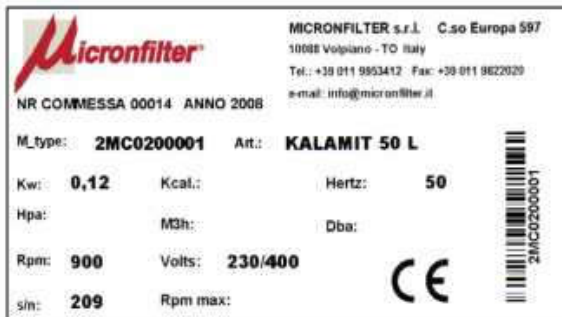 Micronfilter
MICRONFILTER s.r.l. C.so Europa 597
10088 Volpiano - TO Italy
Tel.: +39 011 9953412 Fax: +39 011 9822029
e-mail: info@micronfilter.it
NR COMMESSA 00014 ANNO 2008
M_type: 2MC0200001 Art.: KALAMIT 50 L
Kw: 0,12 Kcal.: Hertz: 50
Hpa: M3h: Dba:
Rpm: 900 Volts: 230/400
CE
s/n: 209 Rpm max:
2MC0200001